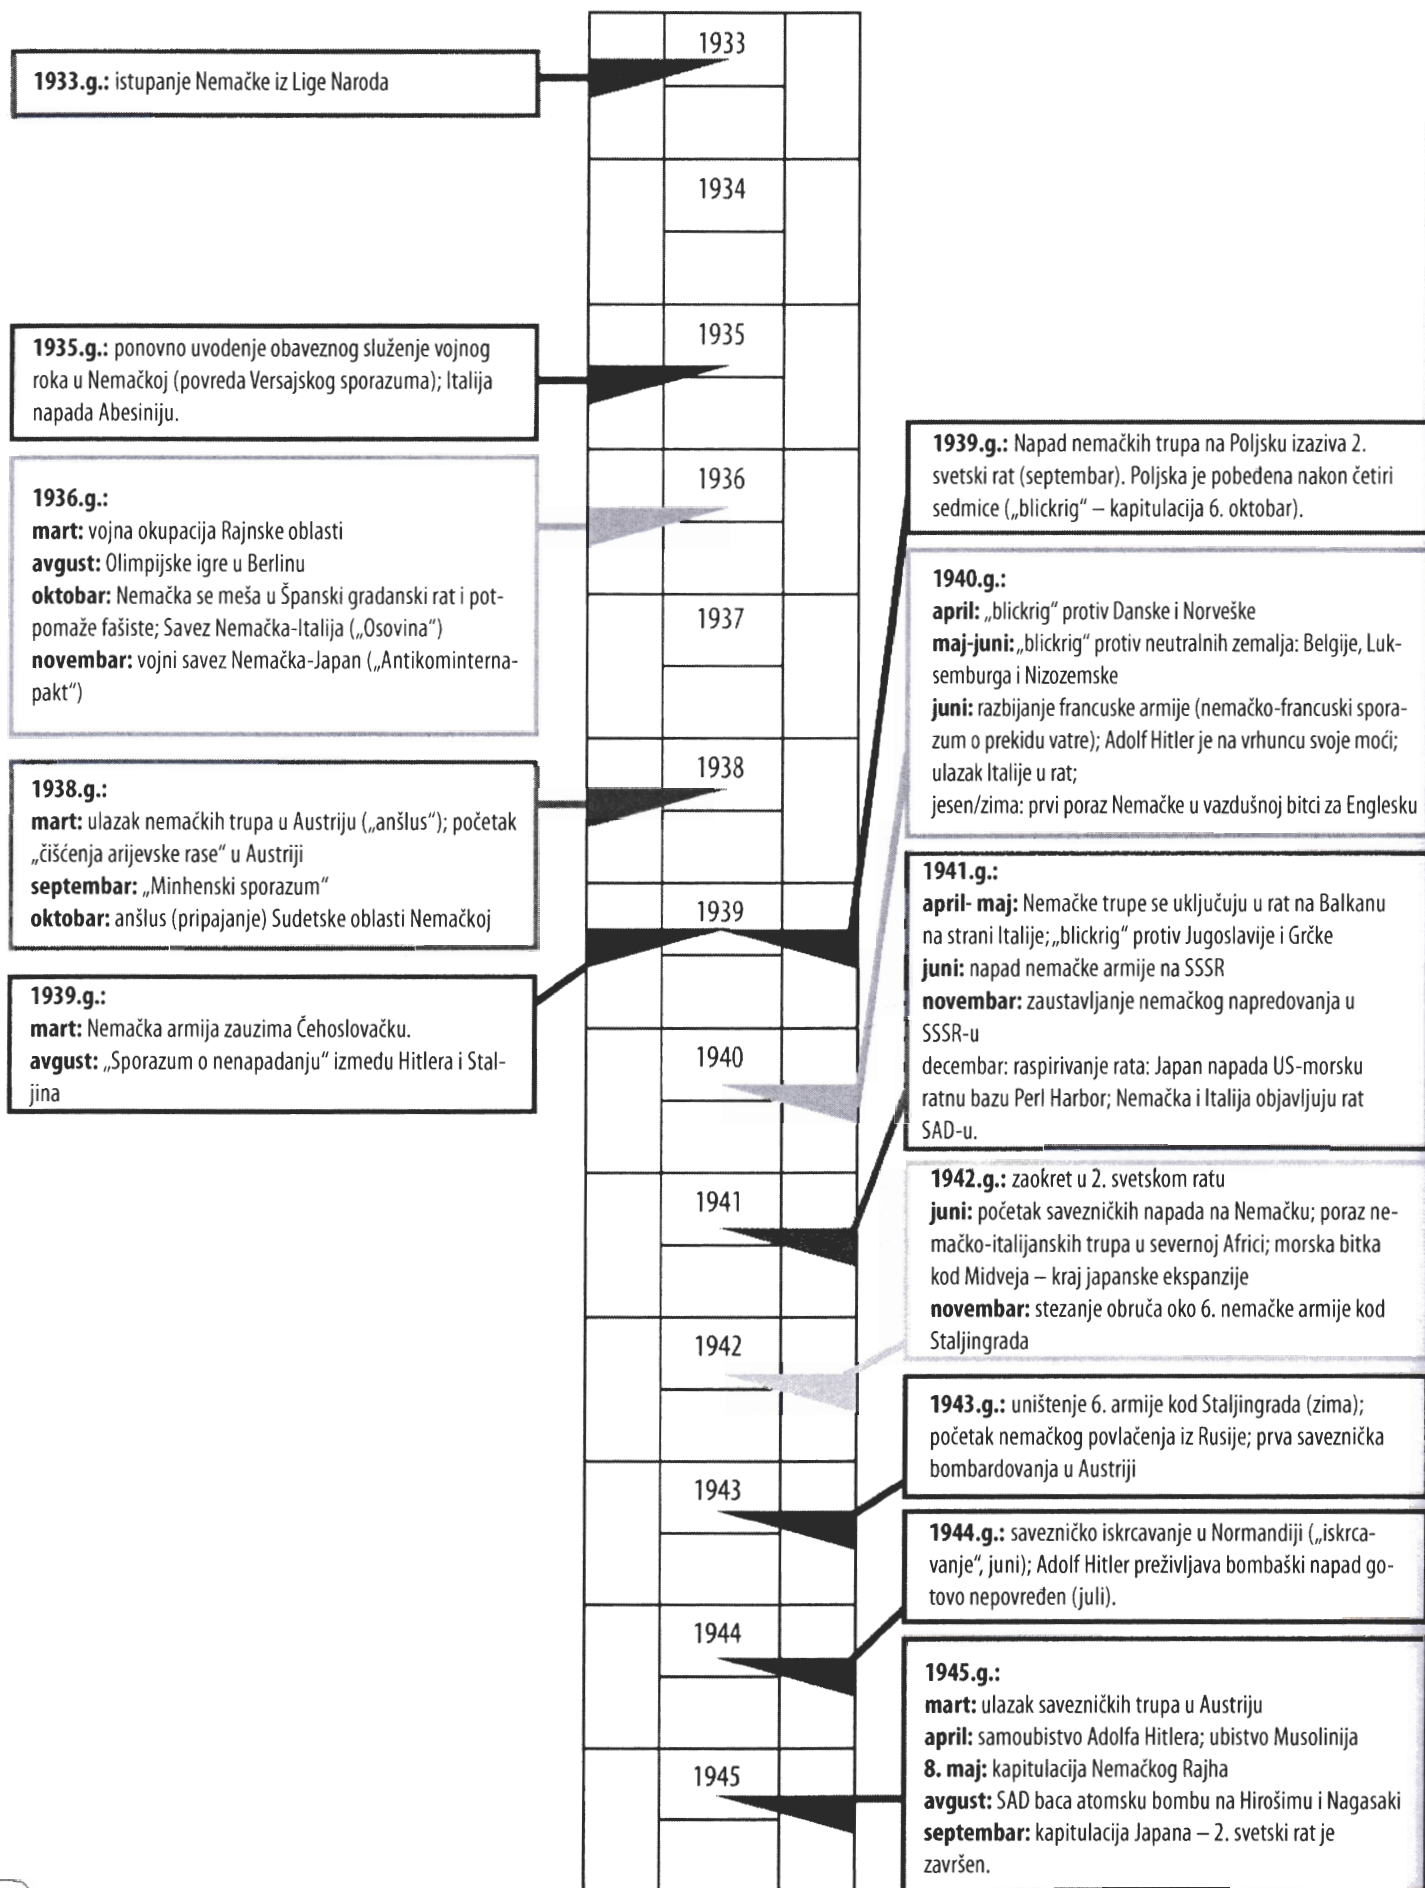 1933
1933.g.: istupanje Nemačke iz Lige Naroda
1934
1935
1935.g.: ponovno uvođenje obaveznog služenje vojnog
roka u Nemačkoj (povreda Versajskog sporazuma); Italija
napada Abesiniju.
1936
1936.g.:
mart: vojna okupacija Rajnske oblasti
avgust: Olimpijske igre u Berlinu
oktobar: Nemačka se meša u Španski građanski rat i pot-
pomaže fašiste; Savez Nemačka-Italija („Osovina“)
novembar: vojni savez Nemačka-Japan („Antikominterna-
pakt“)
1937
1938
1938.g.:
mart: ulazak nemačkih trupa u Austriju („anšlus“); početak
„čišćenja arijevske rase“ u Austriji
septembar: „Minhenski sporazum“
oktobar: anšlus (pripajanje) Sudetske oblasti Nemačkoj
1939
1939.g.:
mart: Nemačka armija zauzima Čehoslovačku.
avgust: „Sporazum o nenapadanju“ između Hitlera i Stal-
jina
1939.g.: Napad nemačkih trupa na Poljsku izaziva 2.
svetski rat (septembar). Poljska je pobeđena nakon četiri
sedmice („blickrig“ – kapitulacija 6. oktobar).
1940
1940.g.:
april: „blickrig“ protiv Danske i Norveške
maj-juni: „blickrig“ protiv neutralnih zemalja: Belgije, Luk-
semburga i Nizozemske
juni: razbijanje francuske armije (nemačko-francuski spora-
zum o prekidu vatre); Adolf Hitler je na vrhuncu svoje moći;
ulazak Italije u rat;
jesen/zima: prvi poraz Nemačke u vazdušnoj bitci za Englesku
1941
1941.g.:
april- maj: Nemačke trupe se uključuju u rat na Balkanu
na strani Italije; „blickrig“ protiv Jugoslavije i Grčke
juni: napad nemačke armije na SSSR
novembar: zaustavljanje nemačkog napredovanja u
SSSR-u
decembar: raspirivanje rata: Japan napada US-morsku
ratnu bazu Perl Harbor; Nemačka i Italija objavljuju rat
SAD-u.
1942
1942.g.: zaokret u 2. svetskom ratu
juni: početak savezničkih napada na Nemačku; poraz ne-
mačko-italijanskih trupa u severnoj Africi; morska bitka
kod Midveja – kraj japanske ekspanzije
novembar: stezanje obruča oko 6. nemačke armije kod
Staljingrada
1943
1943.g.: uništenje 6. armije kod Staljingrada (zima);
početak nemačkog povlačenja iz Rusije; prva saveznička
bombardovanja u Austriji
1944
1944.g.: savezničko iskrcavanje u Normandiji („iskrca-
vanje“, juni); Adolf Hitler preživljava bombaški napad go-
tovo nepovređen (juli).
1945
1945.g.:
mart: ulazak savezničkih trupa u Austriju
april: samoubistvo Adolfa Hitlera; ubistvo Musolinija
8. maj: kapitulacija Nemačkog Rajha
avgust: SAD baca atomsku bombu na Hirošimu i Nagasaki
septembar: kapitulacija Japana – 2. svetski rat je
završen.